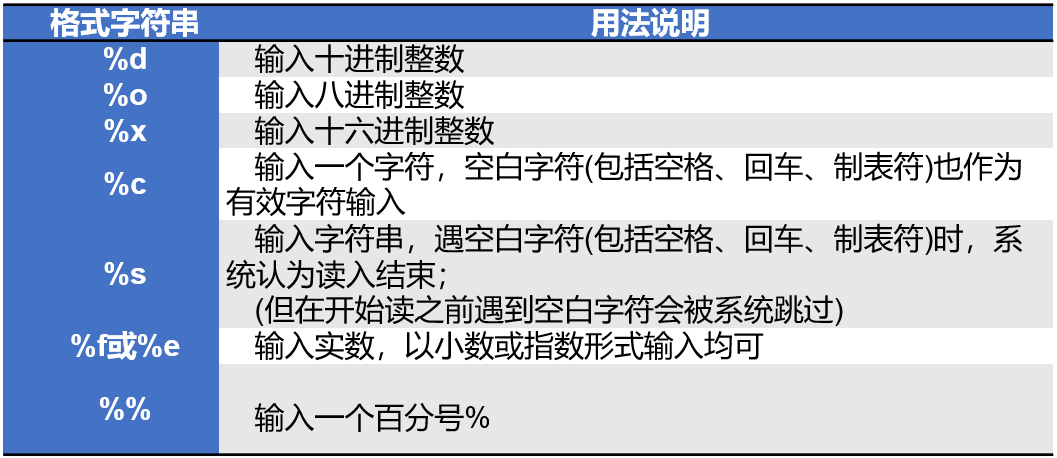 格式字符串 用法说明
%d 输入十进制整数
%o 输入八进制整数
%x 输入十六进制整数
%c 输入一个字符，空白字符(包括空格、回车、制表符)也作为
有效字符输入
%s 输入字符串，遇空白字符(包括空格、回车、制表符)时，系
统认为读入结束；
(但在开始读之前遇到空白字符会被系统跳过)
%f或%e 输入实数，以小数或指数形式输入均可
%% 输入一个百分号%